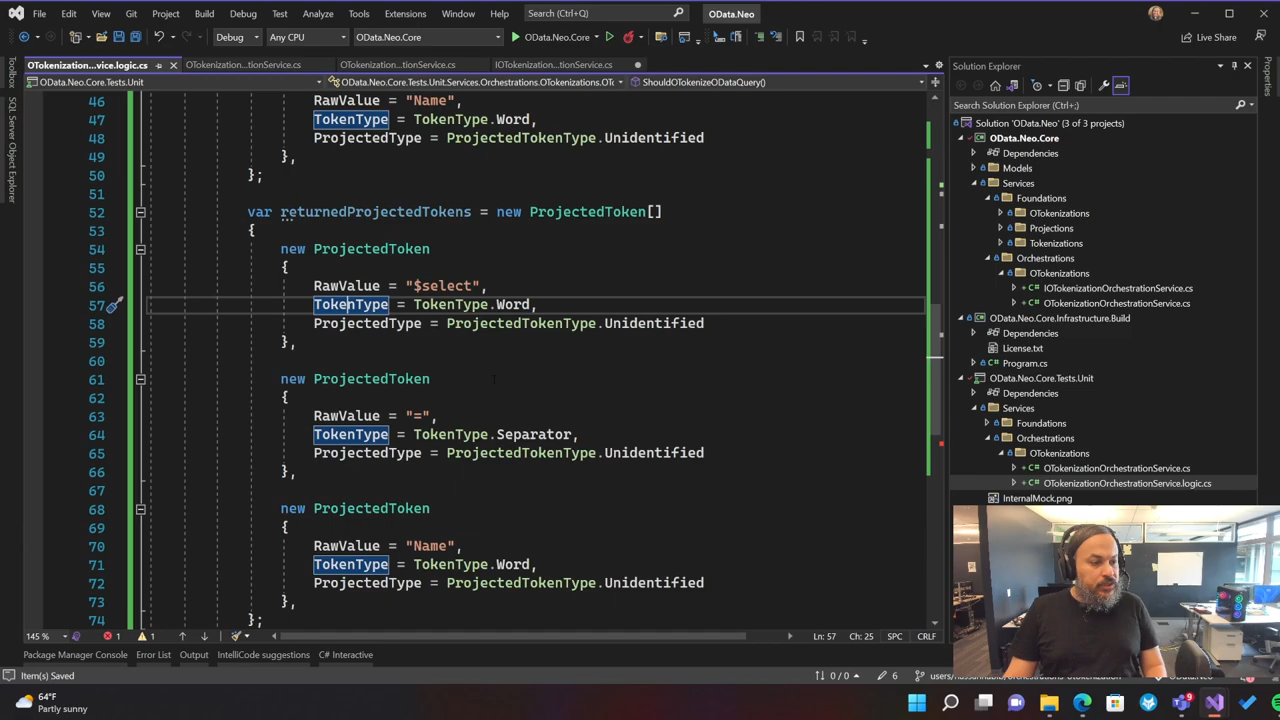 File Edit View Git Project Build Debug Test Analyze Tools Extensions Window Help Search (Ctrl+Q) OData.Neo
Debug Any CPU OData.Neo.Core OData.Neo.Core Live Share
OTokenization...vice.logic.cs OTokenization...tionService.cs OTokenization...tionService.cs IOTokenization...tionService.cs
OData.Neo.Core.Tests.Unit OData.Neo.Core.Tests.Unit.Services.Orchestrations.OTokenizations.OTo ShouldOTokenizeODataQuery()
SQL Server Object Explorer
Toolbox
46 RawValue = "Name",
47 TokenType = TokenType.Word,
48 ProjectedType = ProjectedTokenType.Unidentified
49 },
50 };
51
52 var returnedProjectedTokens = new ProjectedToken[]
53 {
54 new ProjectedToken
55 {
56 RawValue = "$select",
57 TokenType = TokenType.Word,
58 ProjectedType = ProjectedTokenType.Unidentified
59 },
60
61 new ProjectedToken
62 {
63 RawValue = "=",
64 TokenType = TokenType.Separator,
65 ProjectedType = ProjectedTokenType.Unidentified
66 },
67
68 new ProjectedToken
69 {
70 RawValue = "Name",
71 TokenType = TokenType.Word,
72 ProjectedType = ProjectedTokenType.Unidentified
73 },
74 };
145 % 1 1 Ln: 57 Ch: 25 SPC CRLF
Package Manager Console Error List Output IntelliCode suggestions C# Interactive
Item(s) Saved 0 / 0 6
Solution Explorer
Search Solution Explorer (Ctrl+;)
Solution 'OData.Neo' (3 of 3 projects)
OData.Neo.Core
Dependencies
Models
Services
Foundations
OTokenizations
Projections
Tokenizations
Orchestrations
OTokenizations
IOTokenizationOrchestrationService.cs
OTokenizationOrchestrationService.cs
OData.Neo.Core.Infrastructure.Build
Dependencies
License.txt
Program.cs
OData.Neo.Core.Tests.Unit
Dependencies
Services
Foundations
Orchestrations
OTokenizations
OTokenizationOrchestrationService.cs
OTokenizationOrchestrationService.logic.cs
InternalMock.png
Properties
64°F
Partly sunny